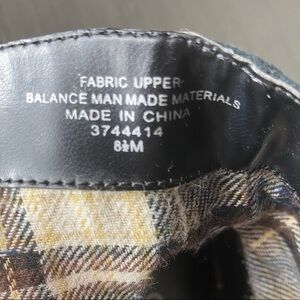 FABRIC UPPER
BALANCE MAN MADE MATERIALS
MADE IN CHINA
3744414
8½M